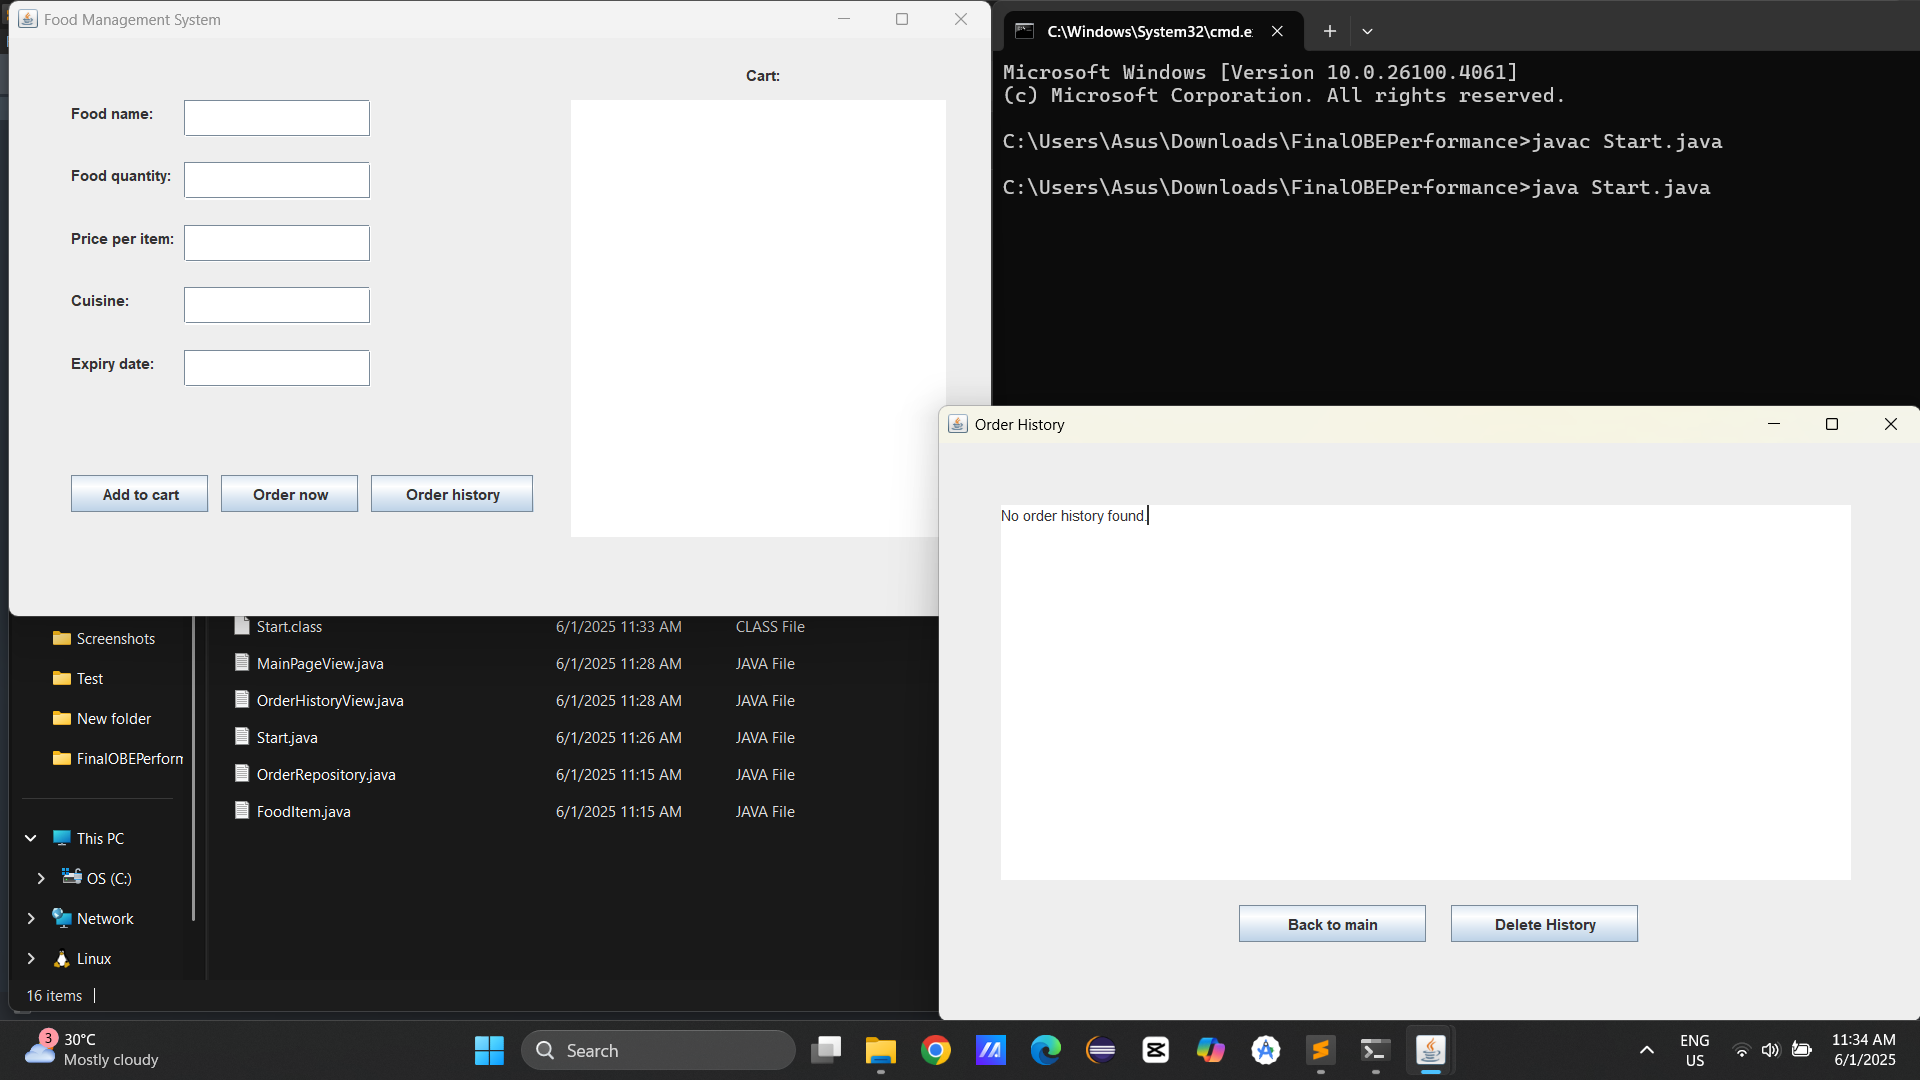 Food Management System
Cart:
Food name:
Food quantity:
Price per item:
Cuisine:
Expiry date:
Add to cart
Order now
Order history
C:\Windows\System32\cmd.e
Microsoft Windows [Version 10.0.26100.4061]
(c) Microsoft Corporation. All rights reserved.
C:\Users\Asus\Downloads\FinalOBEPerformance>javac Start.java
C:\Users\Asus\Downloads\FinalOBEPerformance>java Start.java
Order History
No order history found.
Back to main
Delete History
Screenshots
Test
New folder
FinalOBEPerform
This PC
OS (C:)
Network
Linux
16 items
Start.class 6/1/2025 11:33 AM CLASS File
MainPageView.java 6/1/2025 11:28 AM JAVA File
OrderHistoryView.java 6/1/2025 11:28 AM JAVA File
Start.java 6/1/2025 11:26 AM JAVA File
OrderRepository.java 6/1/2025 11:15 AM JAVA File
FoodItem.java 6/1/2025 11:15 AM JAVA File
3
30°C
Mostly cloudy
Search
ENG
US
11:34 AM
6/1/2025